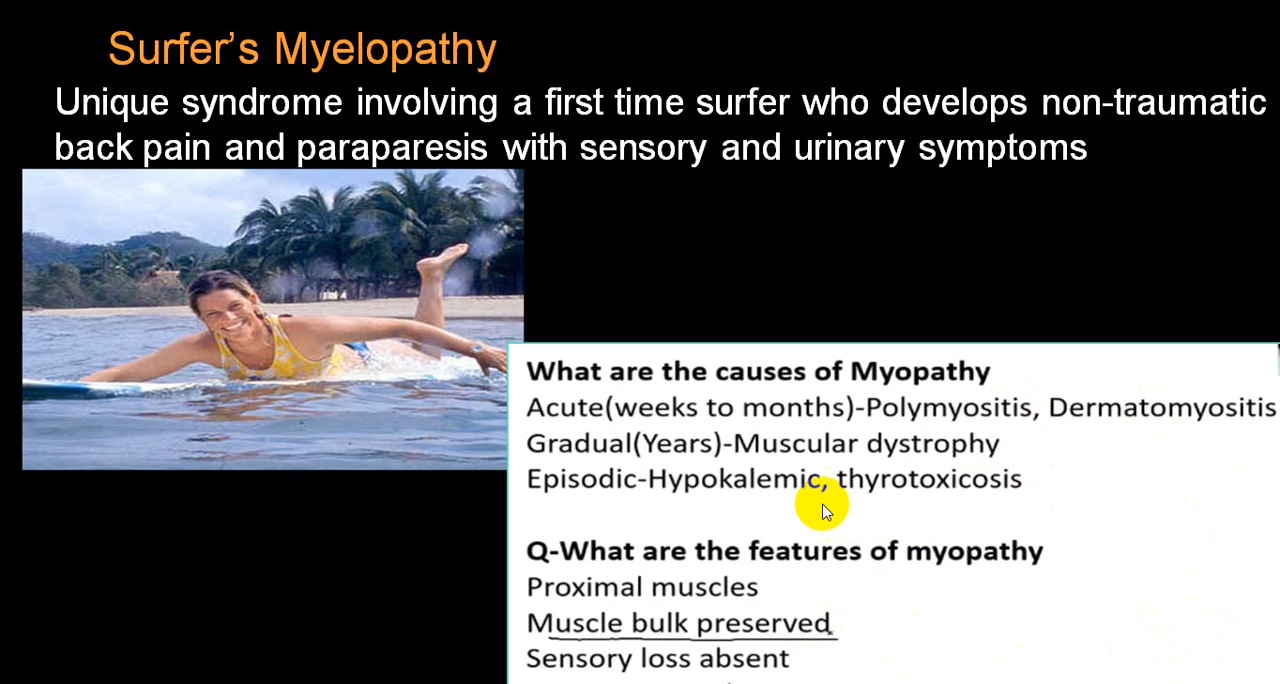 Surfer's Myelopathy
Unique syndrome involving a first time surfer who develops non-traumatic
back pain and paraparesis with sensory and urinary symptoms
What are the causes of Myopathy
Acute(weeks to months)-Polymyositis, Dermatomyositis
Gradual(Years)-Muscular dystrophy
Episodic-Hypokalemic, thyrotoxicosis
Q-What are the features of myopathy
Proximal muscles
Muscle bulk preserved
Sensory loss absent